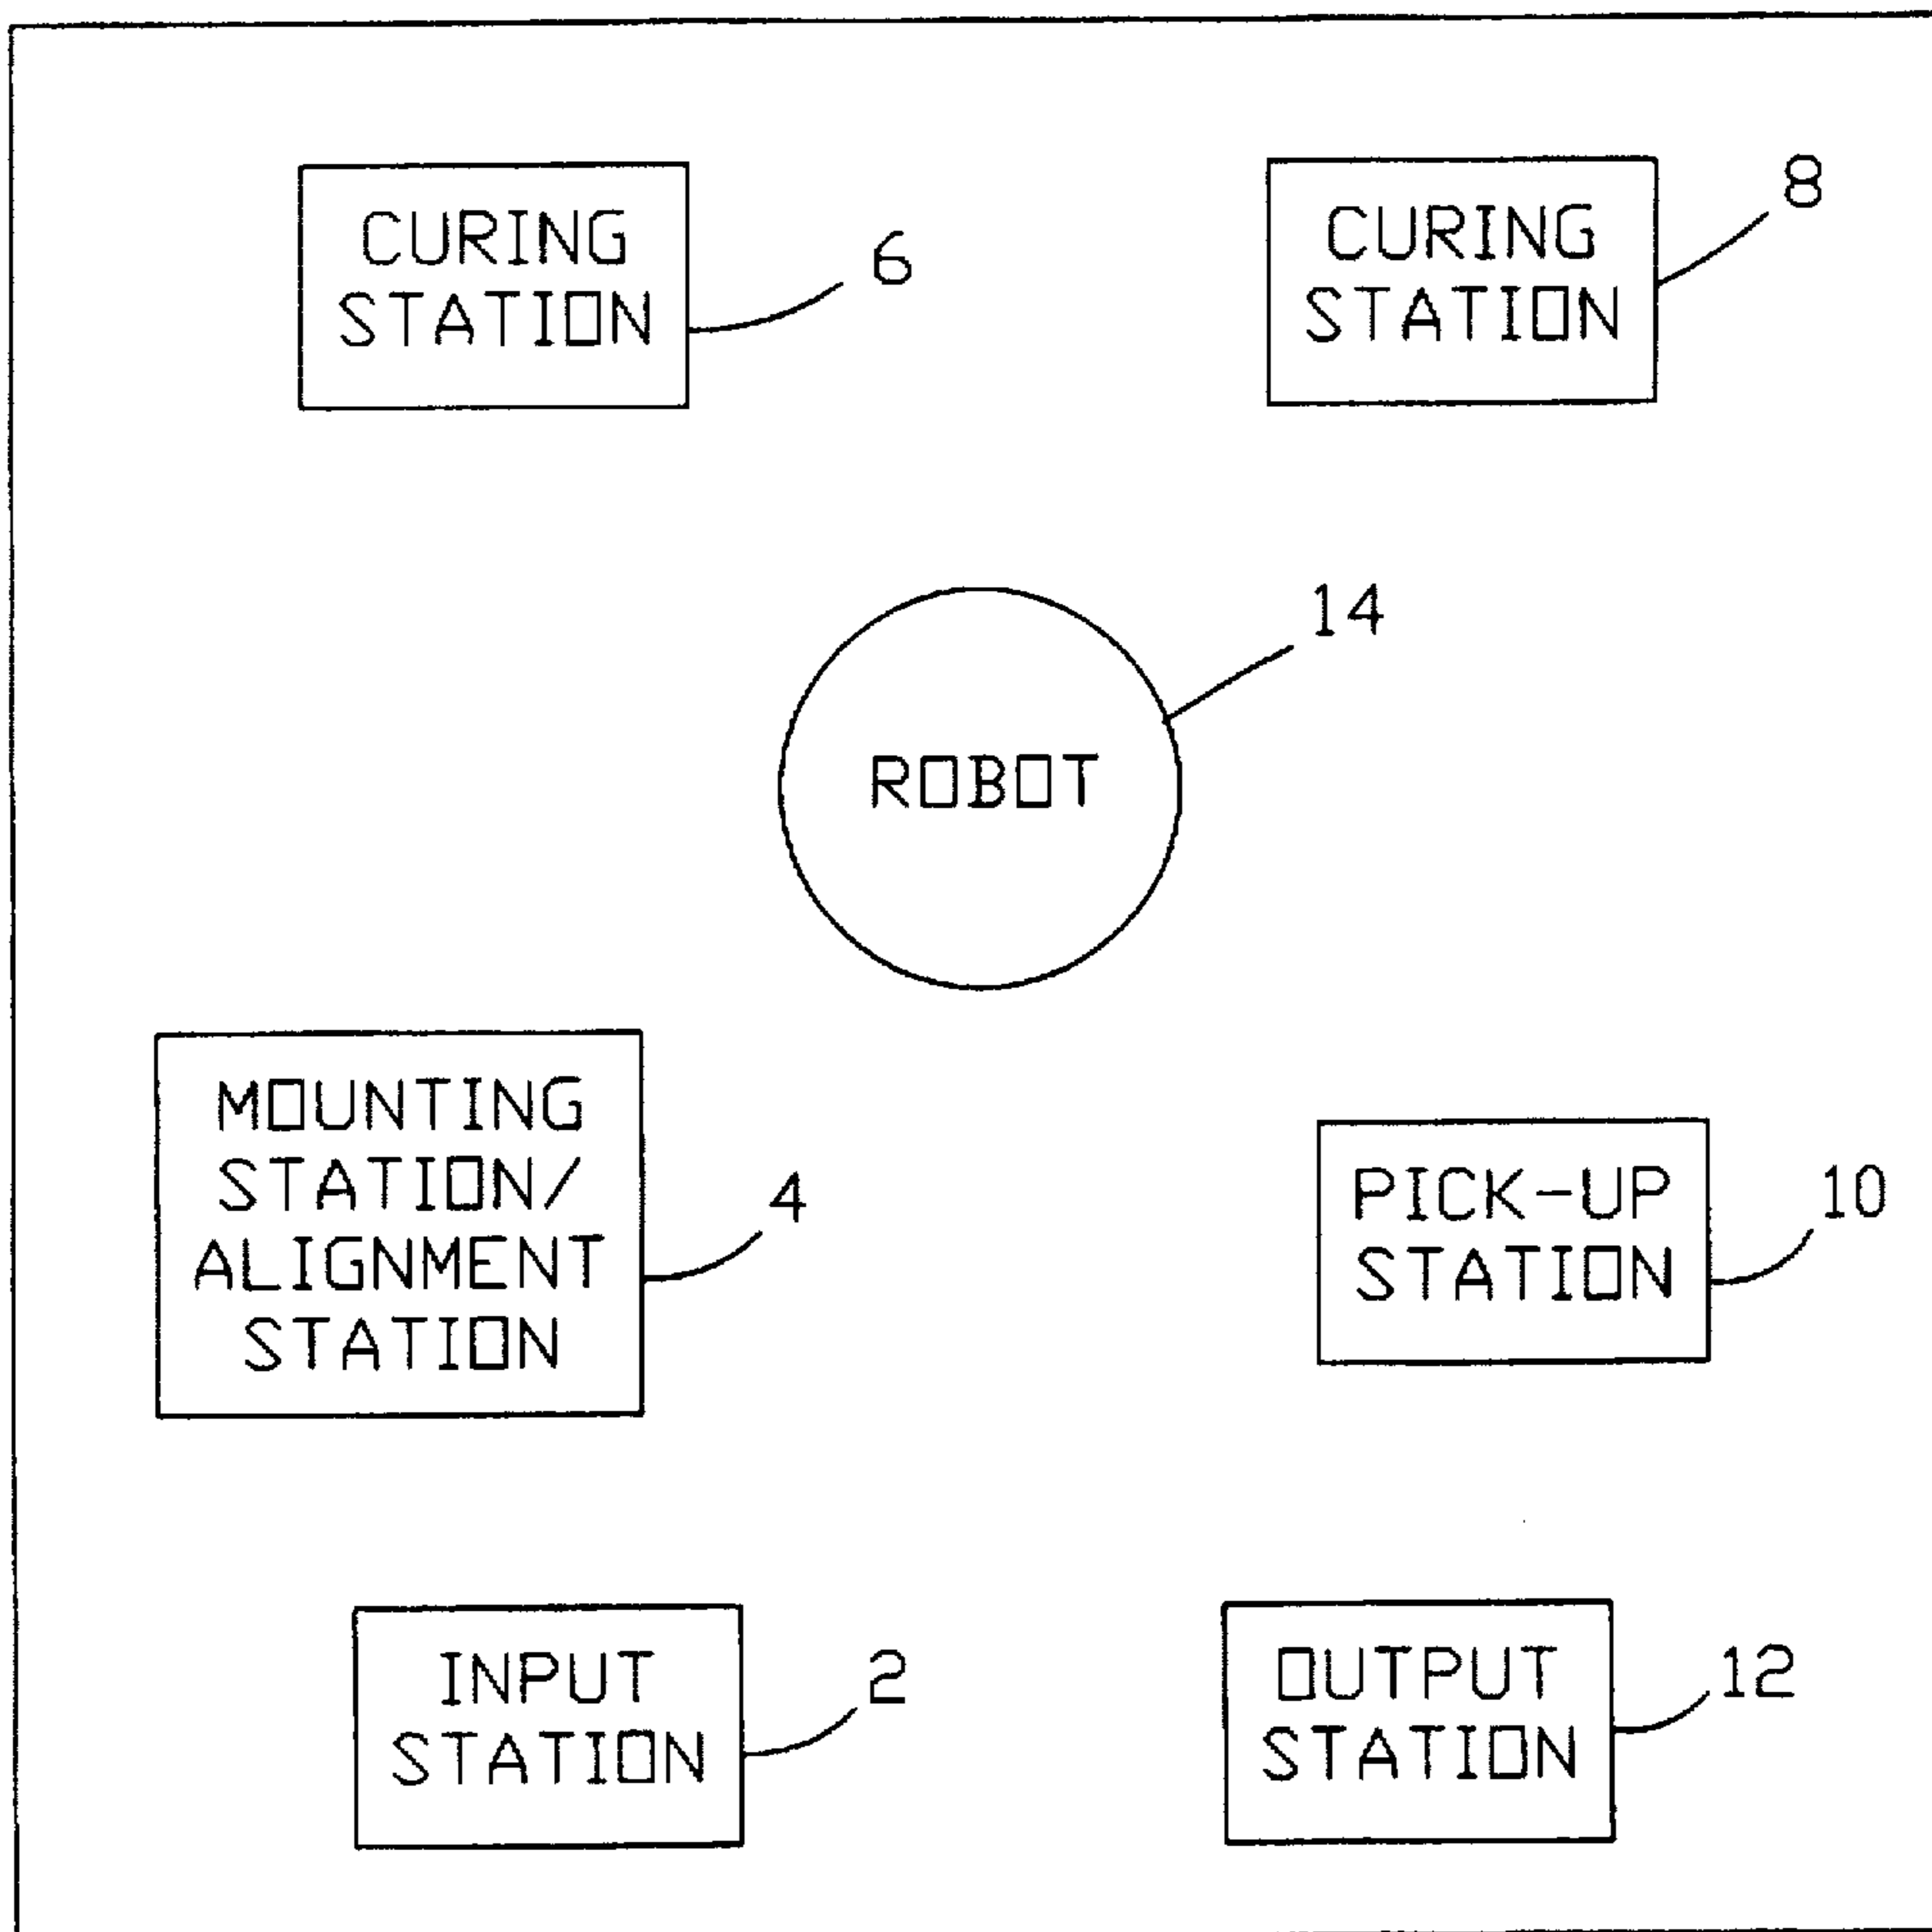 CURING
STATION
6
CURING
STATION
8
ROBOT
14
MOUNTING
STATION/
ALIGNMENT
STATION
4
PICK-UP
STATION
10
INPUT
STATION
2
OUTPUT
STATION
12